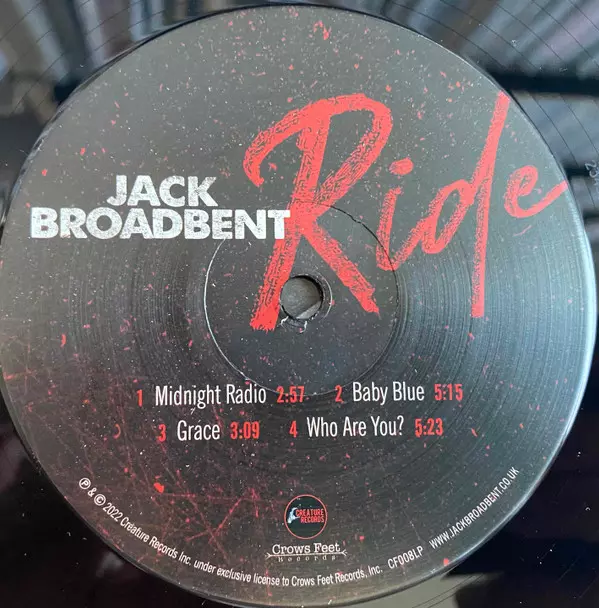 Ride
JACK
BROADBENT
1 Midnight Radio 2:57 2 Baby Blue 5:15
3 Grace 3:09 4 Who Are You? 5:23
CREATURE
RECORDS
Crows Feet
Records
℗ & © 2022 Creature Records Inc. under exclusive license to Crows Feet Records, Inc. CF008LP WWW.JACKBROADBENT.CO.UK